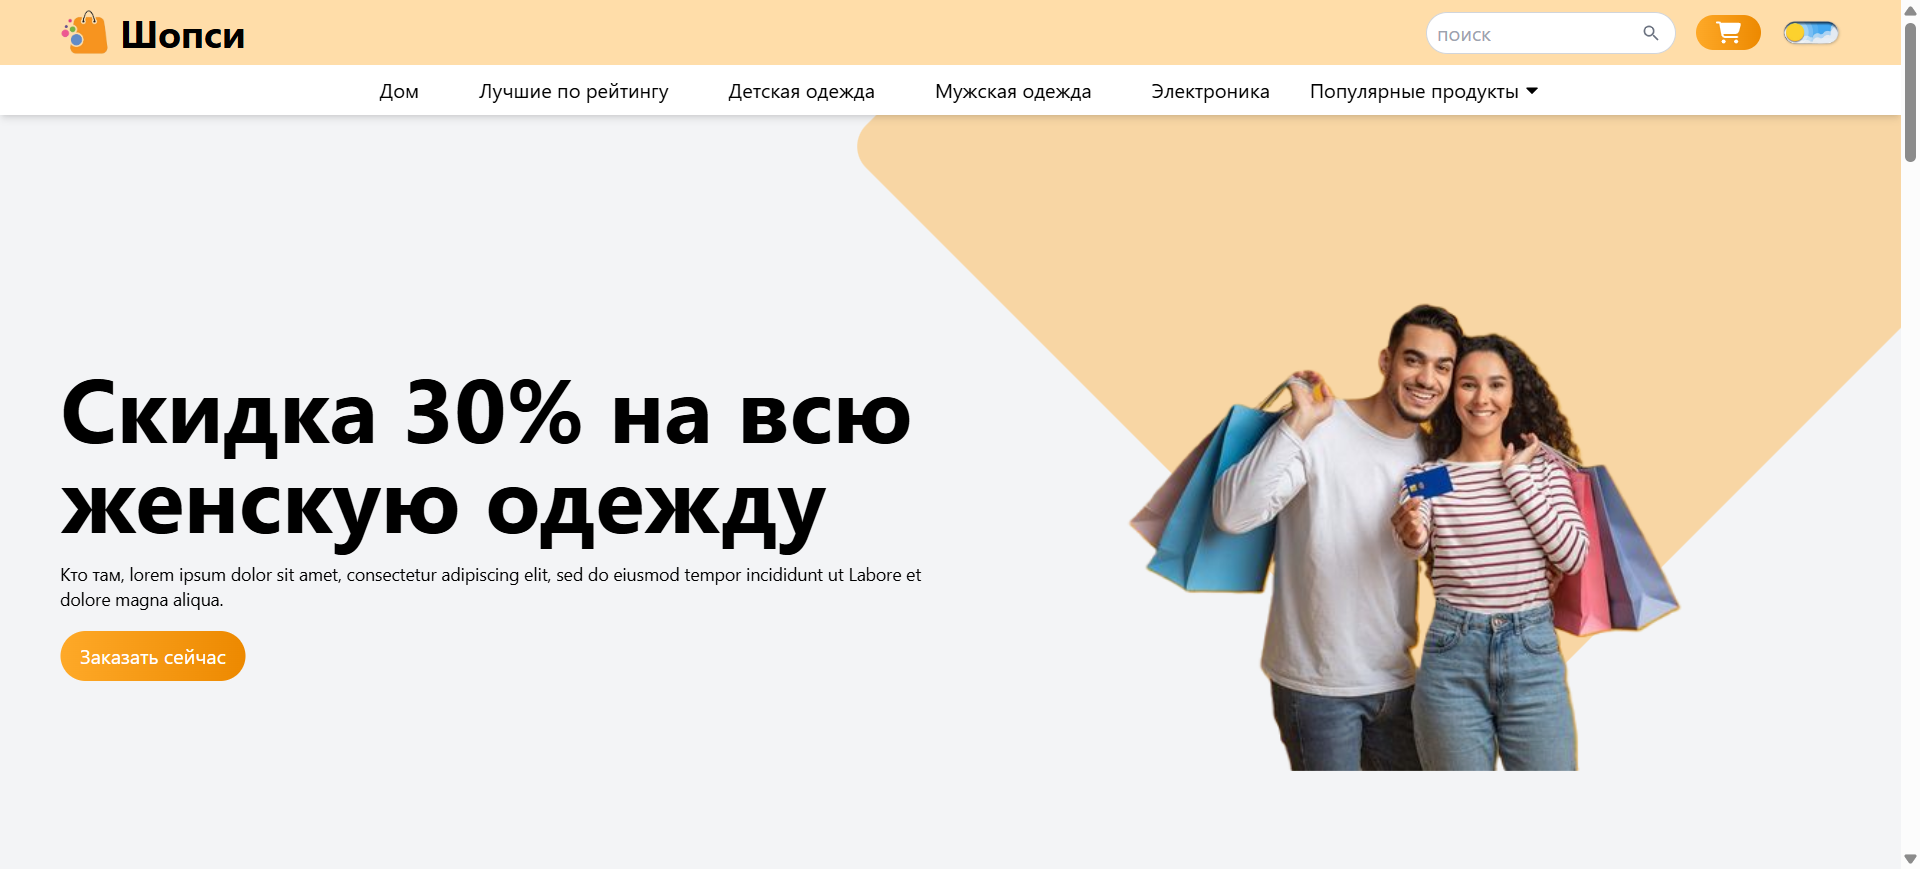 Шопси
поиск
Дом Лучшие по рейтингу Детская одежда Мужская одежда Электроника Популярные продукты
Скидка 30% на всю
женскую одежду
Кто там, lorem ipsum dolor sit amet, consectetur adipiscing elit, sed do eiusmod tempor incididunt ut Labore et
dolore magna aliqua.
Заказать сейчас